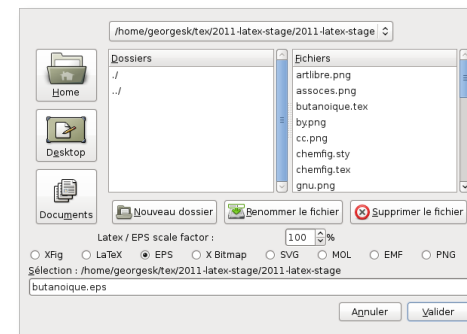 /home/georgesk/tex/2011-latex-stage/2011-latex-stage
Home
Desktop
Documents
Dossiers
./
../
Fichiers
artlibre.png
assoces.png
butanoique.tex
by.png
cc.png
chemfig.sty
chemfig.tex
gnu.png
Nouveau dossier Renommer le fichier Supprimer le fichier
Latex / EPS scale factor : 100 %
XFig LaTeX EPS X Bitmap SVG MOL EMF PNG
Sélection : /home/georgesk/tex/2011-latex-stage/2011-latex-stage
butanoique.eps
Annuler Valider